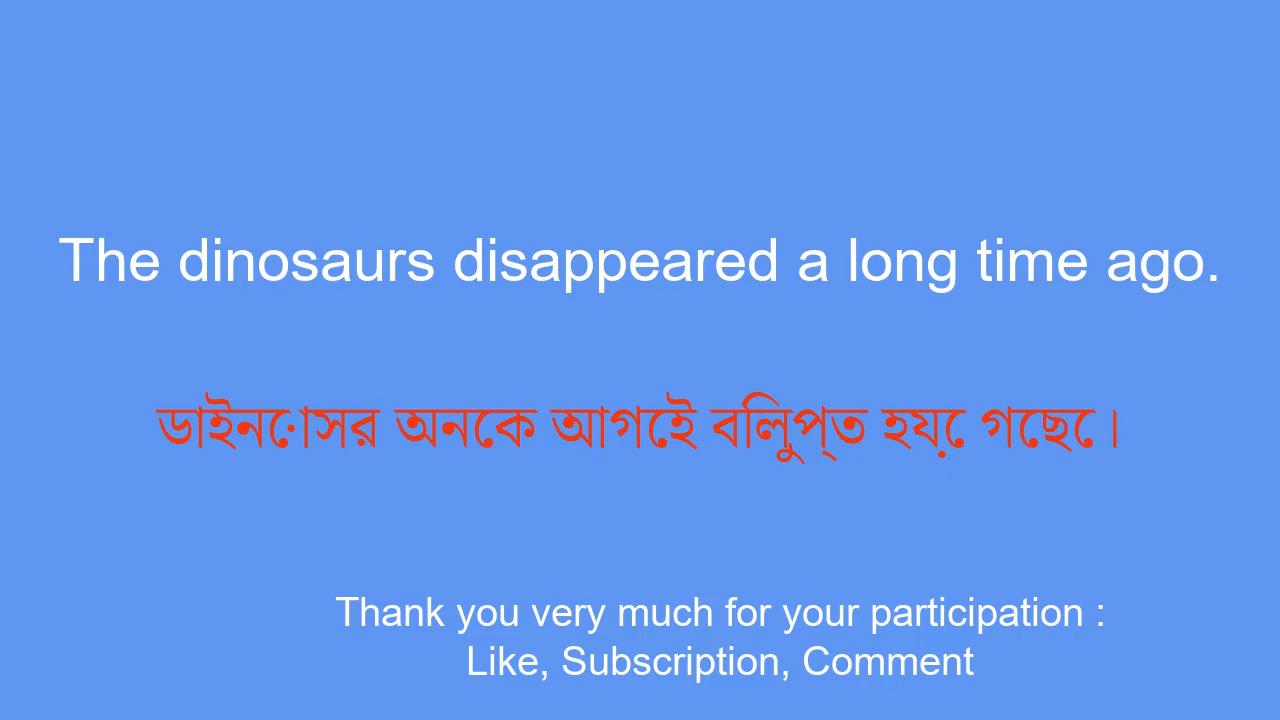 The dinosaurs disappeared a long time ago.
ডাইনোসর অনেক আগেই বিলুপ্ত হয়ে গেছে।
Thank you very much for your participation :
Like, Subscription, Comment